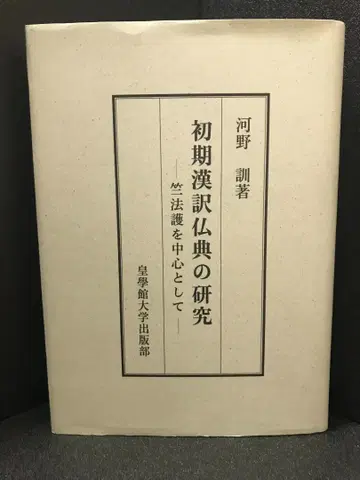 河野 訓著
初期漢訳仏典の研究
―竺法護を中心として―
皇學館大学出版部